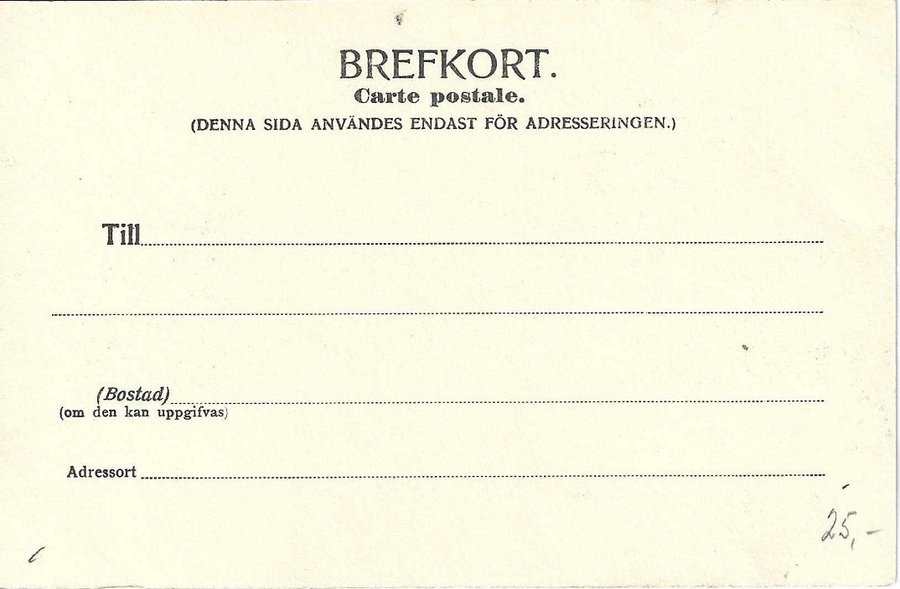 BREFKORT.
Carte postale.
(DENNA SIDA ANVÄNDES ENDAST FÖR ADRESSERINGEN.)
Till
(Bostad)
(om den kan uppgifvas)
Adressort
25,-